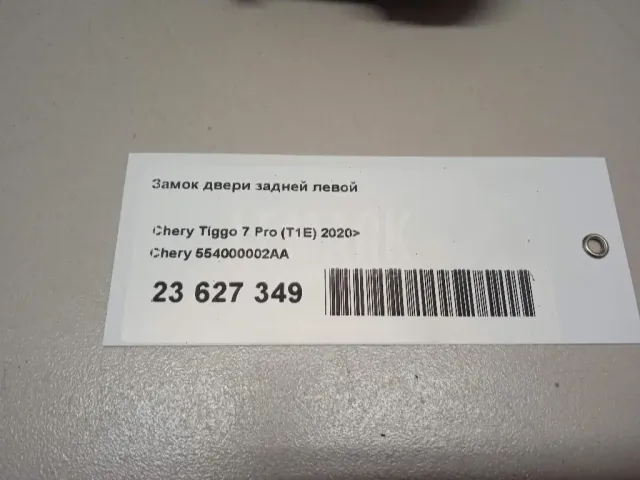 Замок двери задней левой
Chery Tiggo 7 Pro (T1E) 2020>
Chery 554000002AA
23 627 349